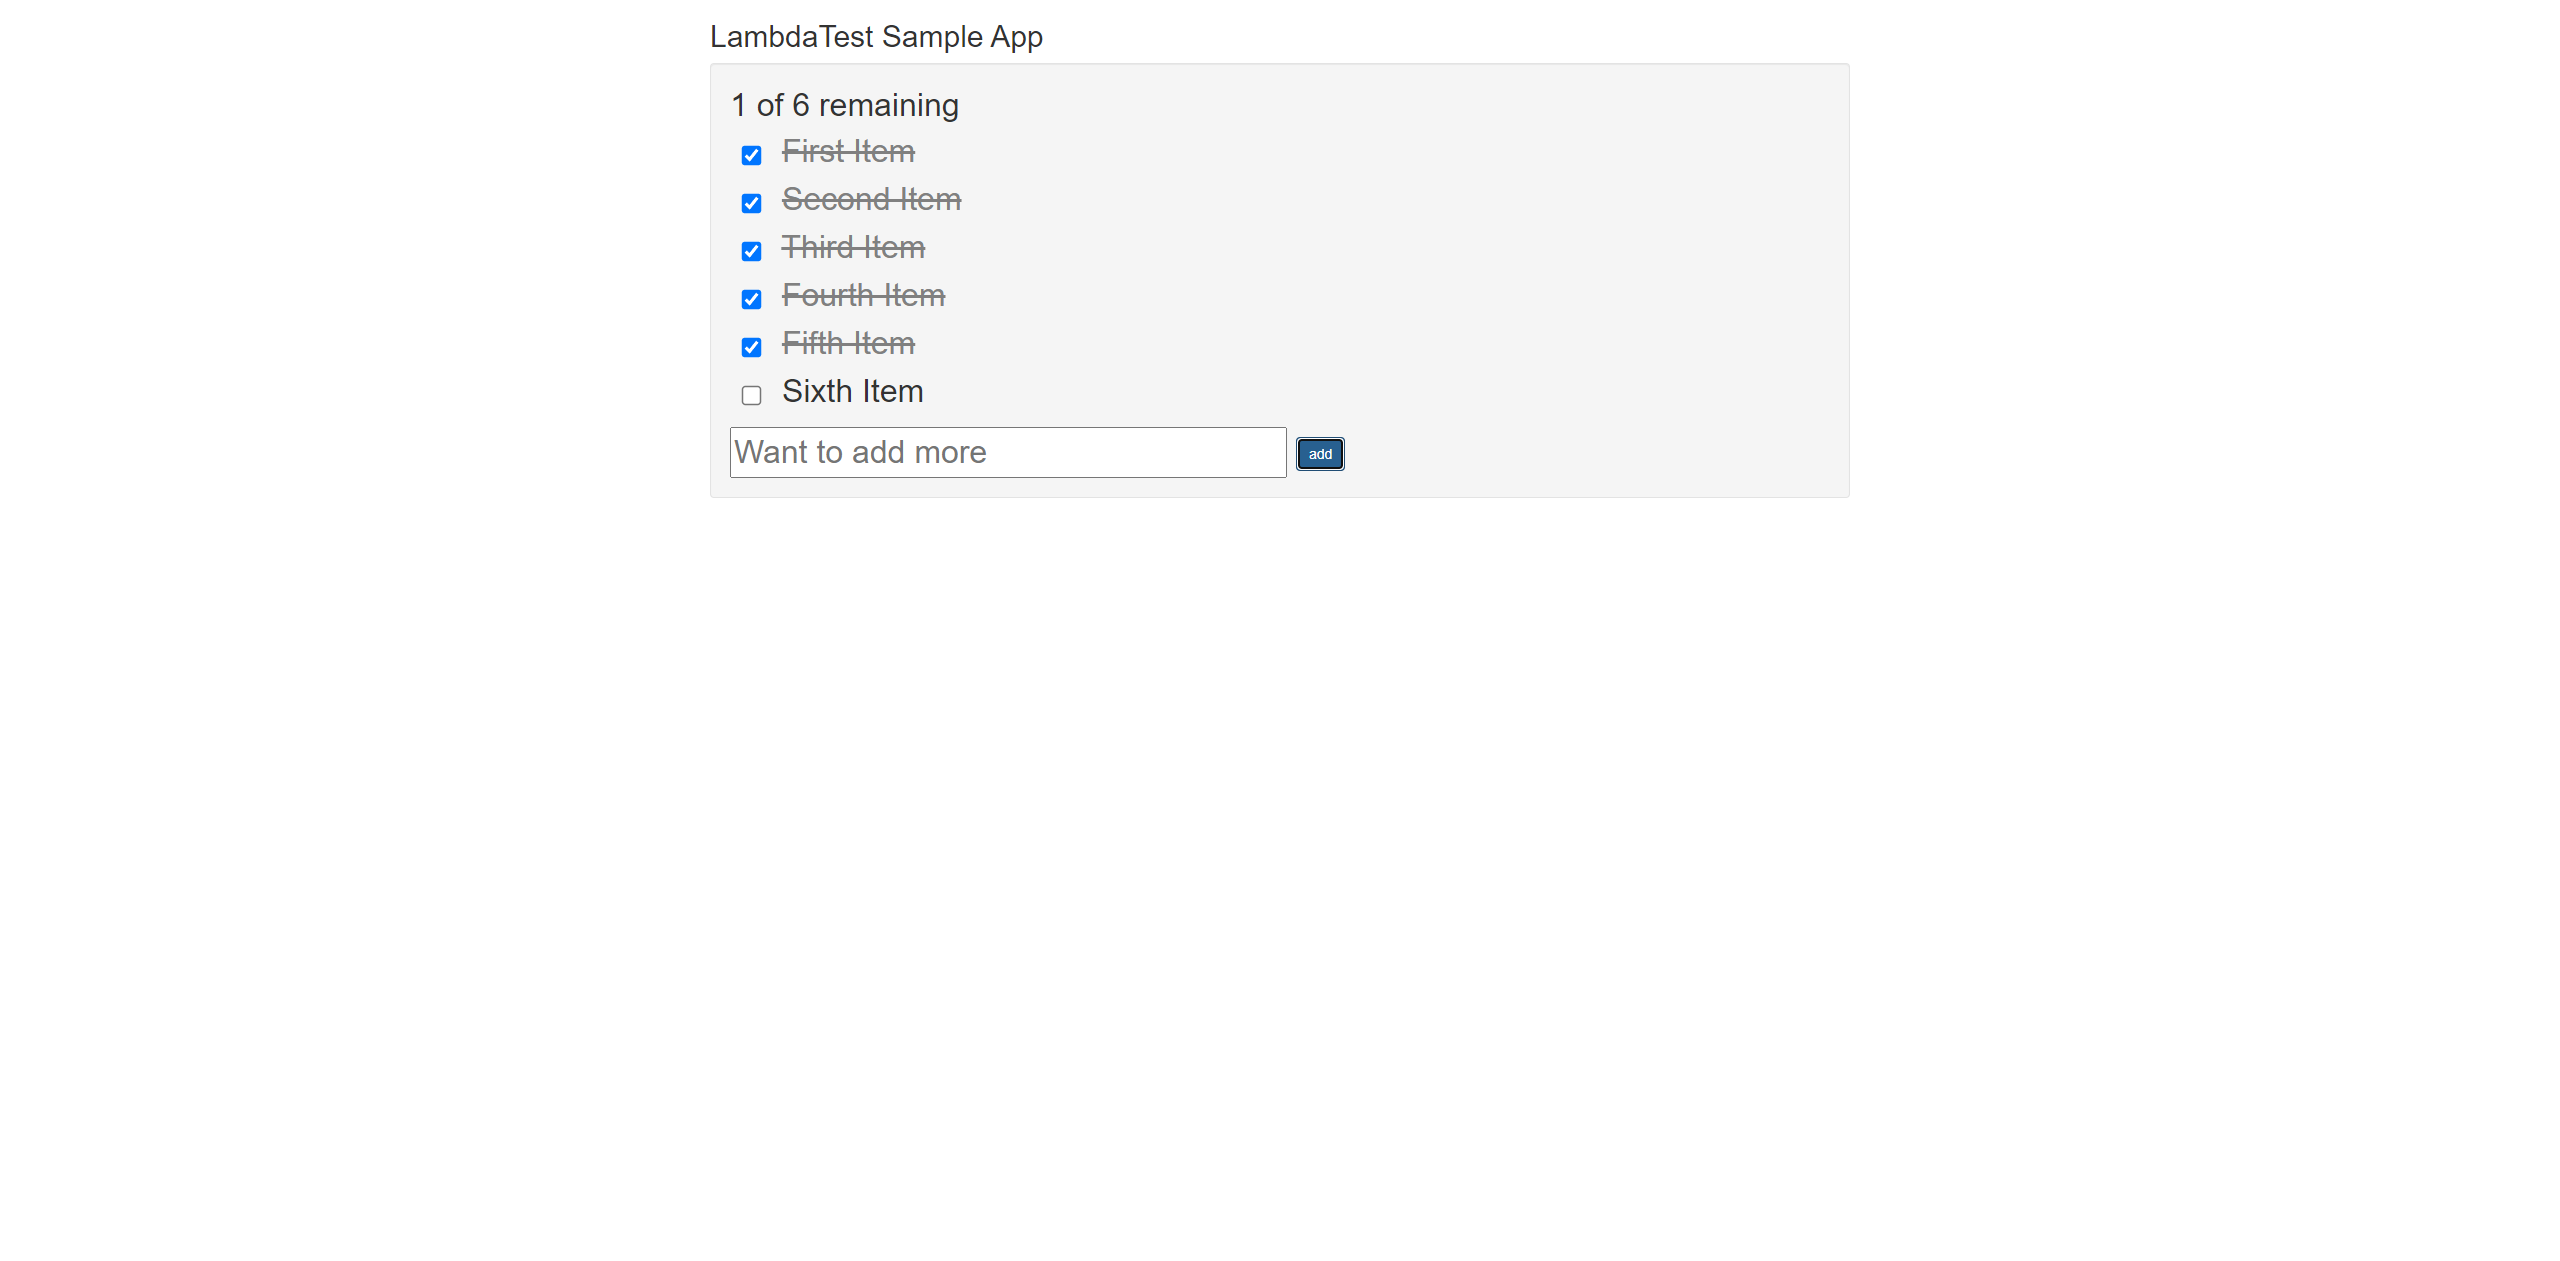 LambdaTest Sample App
1 of 6 remaining
First Item
Second Item
Third Item
Fourth Item
Fifth Item
Sixth Item
Want to add more
add